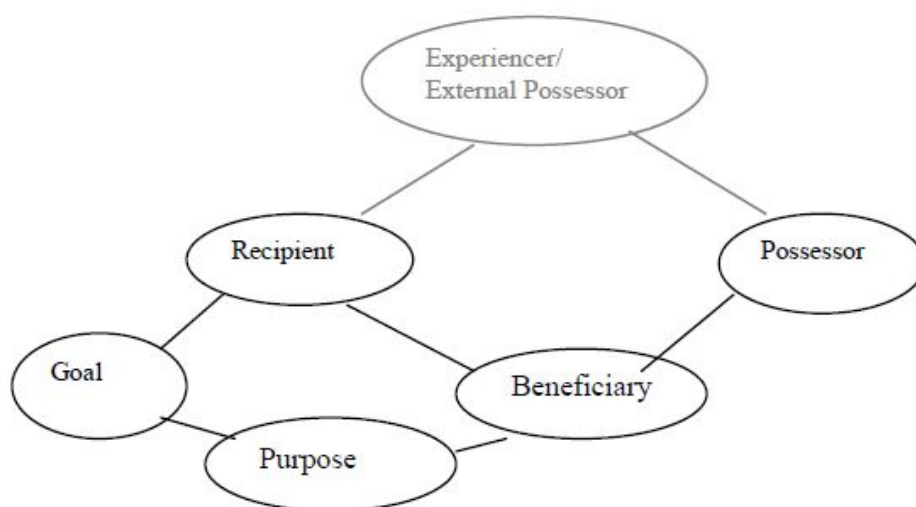 Experiencer/
External Possessor
Recipient
Possessor
Goal
Beneficiary
Purpose